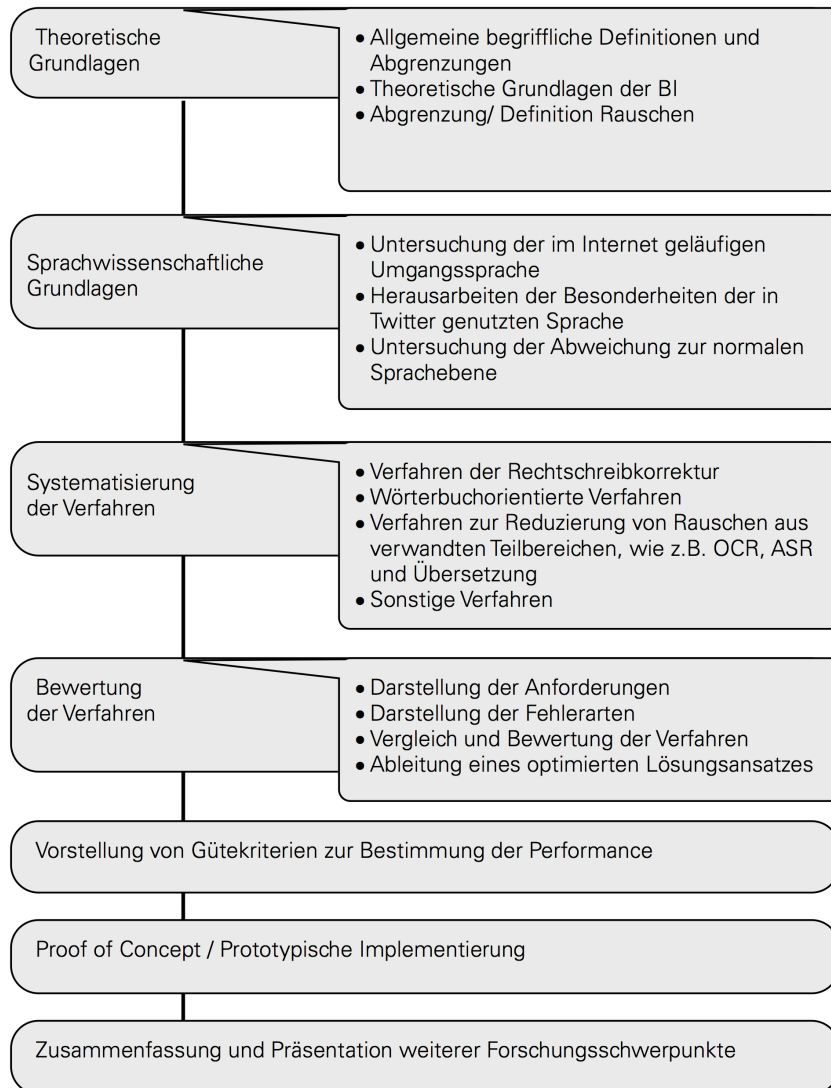 Theoretische
Grundlagen
• Allgemeine begriffliche Definitionen und
Abgrenzungen
• Theoretische Grundlagen der BI
• Abgrenzung/ Definition Rauschen
Sprachwissenschaftliche
Grundlagen
• Untersuchung der im Internet geläufigen
Umgangssprache
• Herausarbeiten der Besonderheiten der in
Twitter genutzten Sprache
• Untersuchung der Abweichung zur normalen
Sprachebene
Systematisierung
der Verfahren
• Verfahren der Rechtschreibkorrektur
• Wörterbuchorientierte Verfahren
• Verfahren zur Reduzierung von Rauschen aus
verwandten Teilbereichen, wie z.B. OCR, ASR
und Übersetzung
• Sonstige Verfahren
Bewertung
der Verfahren
• Darstellung der Anforderungen
• Darstellung der Fehlerarten
• Vergleich und Bewertung der Verfahren
• Ableitung eines optimierten Lösungsansatzes
Vorstellung von Gütekriterien zur Bestimmung der Performance
Proof of Concept / Prototypische Implementierung
Zusammenfassung und Präsentation weiterer Forschungsschwerpunkte